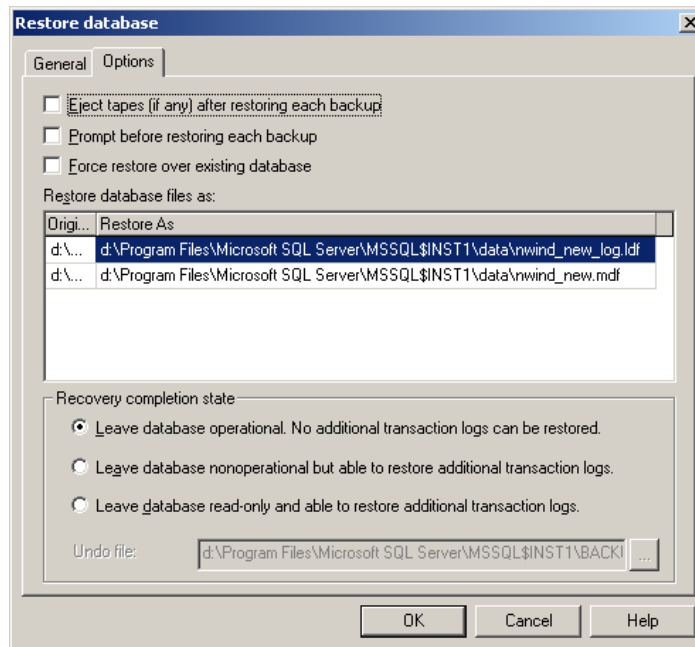 Restore database
General Options
Eject tapes (if any) after restoring each backup
Prompt before restoring each backup
Force restore over existing database
Restore database files as:
Origi... Restore As
d:\... d:\Program Files\Microsoft SQL Server\MSSQL$INST1\data\nwind_new_log.ldf
d:\... d:\Program Files\Microsoft SQL Server\MSSQL$INST1\data\nwind_new.mdf
Recovery completion state
Leave database operational. No additional transaction logs can be restored.
Leave database nonoperational but able to restore additional transaction logs.
Leave database read-only and able to restore additional transaction logs.
Undo file: d:\Program Files\Microsoft SQL Server\MSSQL$INST1\BACKU ...
OK Cancel Help